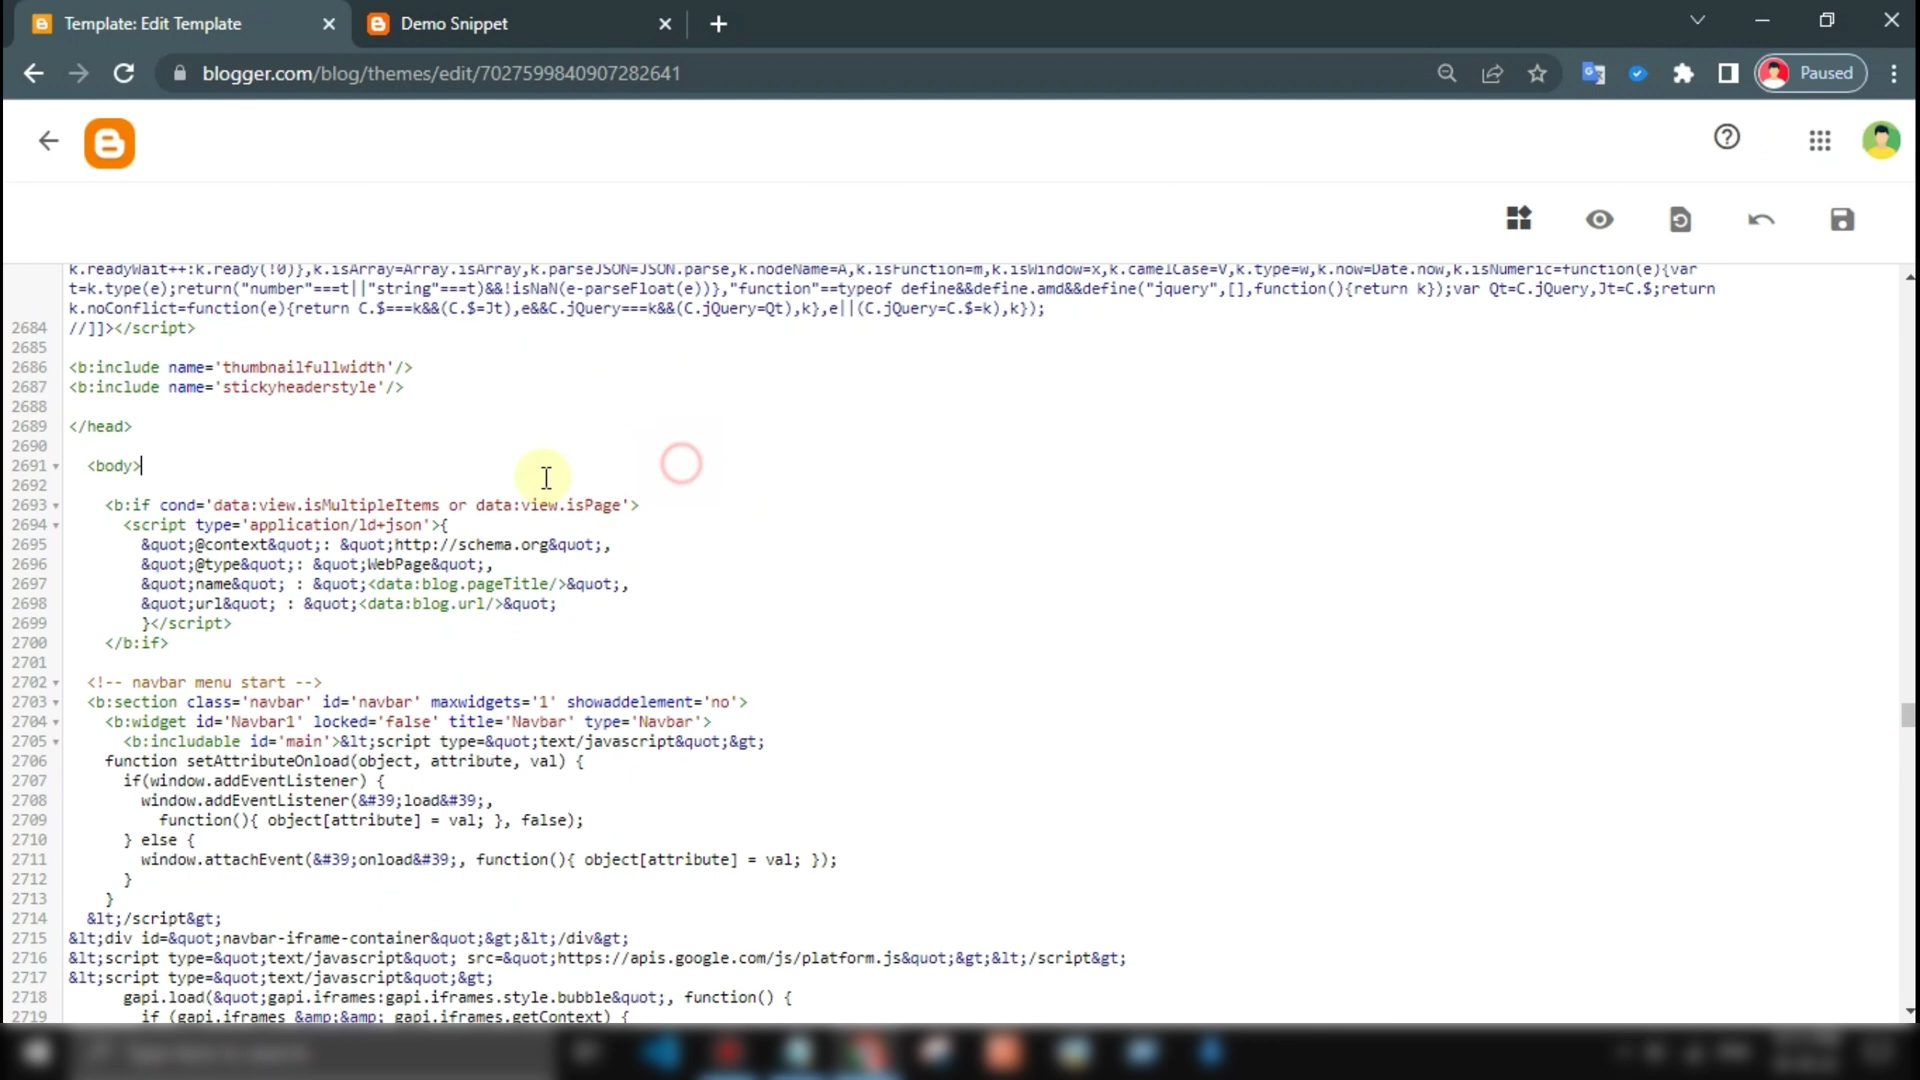 Template: Edit Template
Demo Snippet
blogger.com/blog/themes/edit/7027599840907282641
Paused
k.readyWait++:k.ready(!0)},k.isArray=Array.isArray,k.parseJSON=JSON.parse,k.nodeName=A,k.isFunction=m,k.isWindow=x,k.camelCase=V,k.type=w,k.now=Date.now,k.isNumeric=function(e){var
t=k.type(e);return("number"===t||"string"===t)&&!isNaN(e-parseFloat(e))},"function"==typeof define&&define.amd&&define("jquery",[],function(){return k});var Qt=C.jQuery,Jt=C.$;return
k.noConflict=function(e){return C.$===k&&(C.$=Jt),e&&C.jQuery===k&&(C.jQuery=Qt),k},e||(C.jQuery=C.$=k),k});
2684 //]]></script>
2685
2686 <b:include name='thumbnailfullwidth'/>
2687 <b:include name='stickyheaderstyle'/>
2688
2689 </head>
2690
2691 <body>
2692
2693 <b:if cond='data:view.isMultipleItems or data:view.isPage'>
2694 <script type='application/ld+json'>{
2695 &quot;@context&quot;: &quot;http://schema.org&quot;,
2696 &quot;@type&quot;: &quot;WebPage&quot;,
2697 &quot;name&quot; : &quot;<data:blog.pageTitle/>&quot;,
2698 &quot;url&quot; : &quot;<data:blog.url/>&quot;
2699 }</script>
2700 </b:if>
2701
2702 <!-- navbar menu start -->
2703 <b:section class='navbar' id='navbar' maxwidgets='1' showaddelement='no'>
2704 <b:widget id='Navbar1' locked='false' title='Navbar' type='Navbar'>
2705 <b:includable id='main'>&lt;script type=&quot;text/javascript&quot;&gt;
2706 function setAttributeOnload(object, attribute, val) {
2707 if(window.addEventListener) {
2708 window.addEventListener(&#39;load&#39;,
2709 function(){ object[attribute] = val; }, false);
2710 } else {
2711 window.attachEvent(&#39;onload&#39;, function(){ object[attribute] = val; });
2712 }
2713 }
2714 &lt;/script&gt;
2715 &lt;div id=&quot;navbar-iframe-container&quot;&gt;&lt;/div&gt;
2716 &lt;script type=&quot;text/javascript&quot; src=&quot;https://apis.google.com/js/platform.js&quot;&gt;&lt;/script&gt;
2717 &lt;script type=&quot;text/javascript&quot;&gt;
2718 gapi.load(&quot;gapi.iframes:gapi.iframes.style.bubble&quot;, function() {
2719 if (gapi.iframes &amp;&amp; gapi.iframes.getContext) {
Type here to search